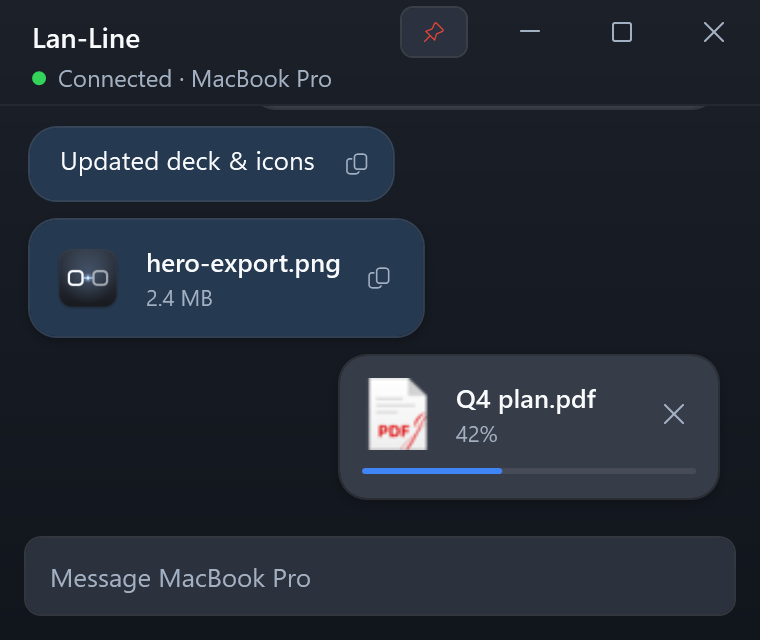 Lan-Line
Connected · MacBook Pro
Updated deck & icons
hero-export.png
2.4 MB
Q4 plan.pdf
PDF
42%
Message MacBook Pro